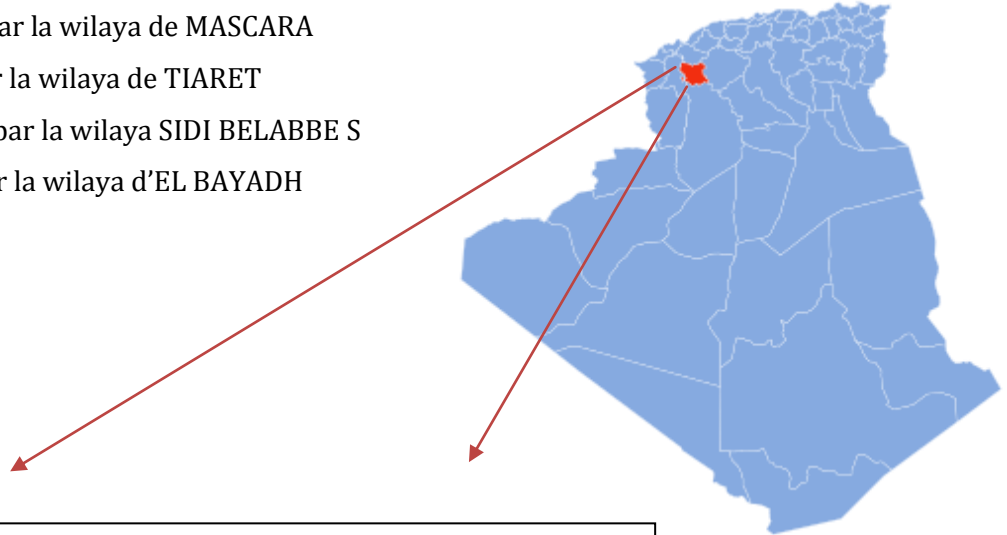 ar la wilaya de MASCARA
r la wilaya de TIARET
par la wilaya SIDI BELABBE S
r la wilaya d’EL BAYADH